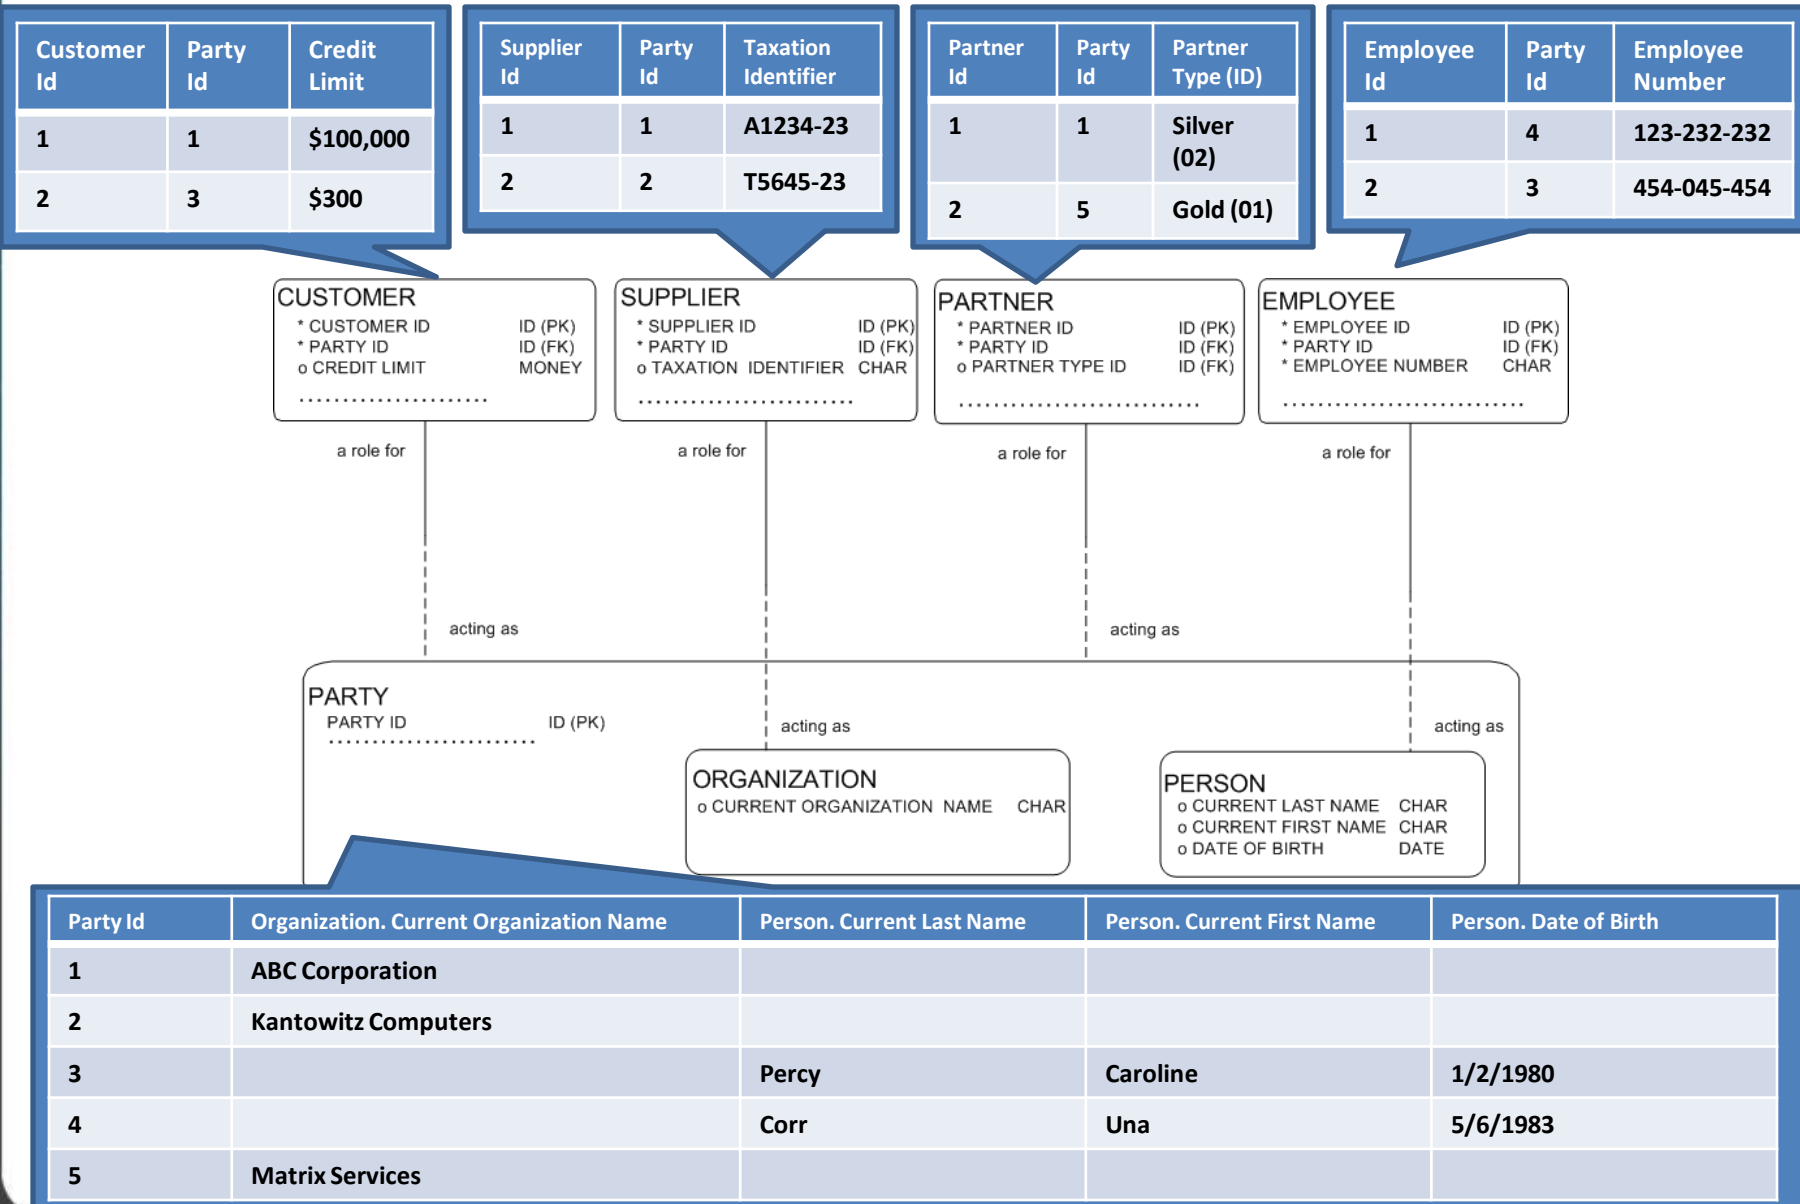 Customer Id | Party Id | Credit Limit
1 | 1 | $100,000
2 | 3 | $300
Supplier Id | Party Id | Taxation Identifier
1 | 1 | A1234-23
2 | 2 | T5645-23
Partner Id | Party Id | Partner Type (ID)
1 | 1 | Silver (02)
2 | 5 | Gold (01)
Employee Id | Party Id | Employee Number
1 | 4 | 123-232-232
2 | 3 | 454-045-454
CUSTOMER
* CUSTOMER ID ID (PK)
* PARTY ID ID (FK)
o CREDIT LIMIT MONEY
......................
SUPPLIER
* SUPPLIER ID ID (PK)
* PARTY ID ID (FK)
o TAXATION IDENTIFIER CHAR
.........................
PARTNER
* PARTNER ID ID (PK)
* PARTY ID ID (FK)
o PARTNER TYPE ID ID (FK)
............................
EMPLOYEE
* EMPLOYEE ID ID (PK)
* PARTY ID ID (FK)
* EMPLOYEE NUMBER CHAR
............................
a role for
a role for
a role for
a role for
acting as
acting as
PARTY
PARTY ID ID (PK)
........................
acting as
acting as
ORGANIZATION
o CURRENT ORGANIZATION NAME CHAR
PERSON
o CURRENT LAST NAME CHAR
o CURRENT FIRST NAME CHAR
o DATE OF BIRTH DATE
Party Id | Organization. Current Organization Name | Person. Current Last Name | Person. Current First Name | Person. Date of Birth
1 | ABC Corporation
2 | Kantowitz Computers
3 | Percy | Caroline | 1/2/1980
4 | Corr | Una | 5/6/1983
5 | Matrix Services